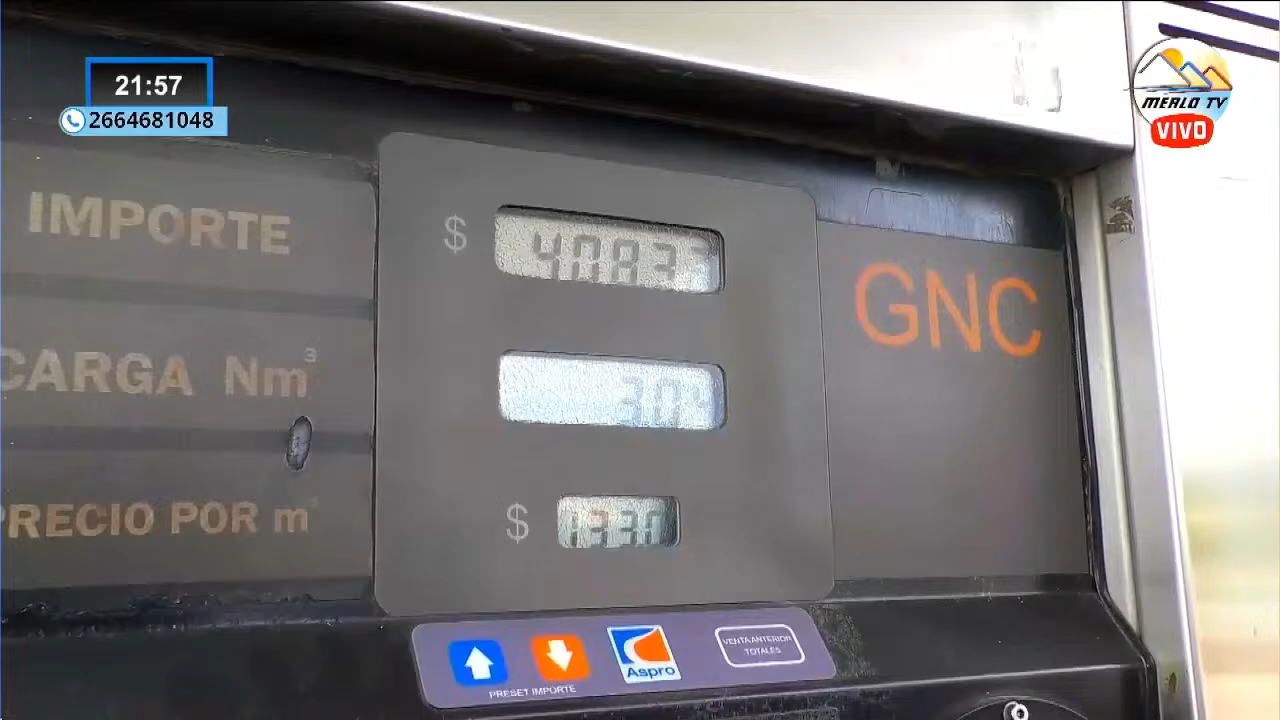 21:57
2664681048
MERLO TV
VIVO
IMPORTE
$
CARGA Nm³
PRECIO POR m³
$
GNC
PRESET IMPORTE
Aspro
VENTA ANTERIOR
TOTALES